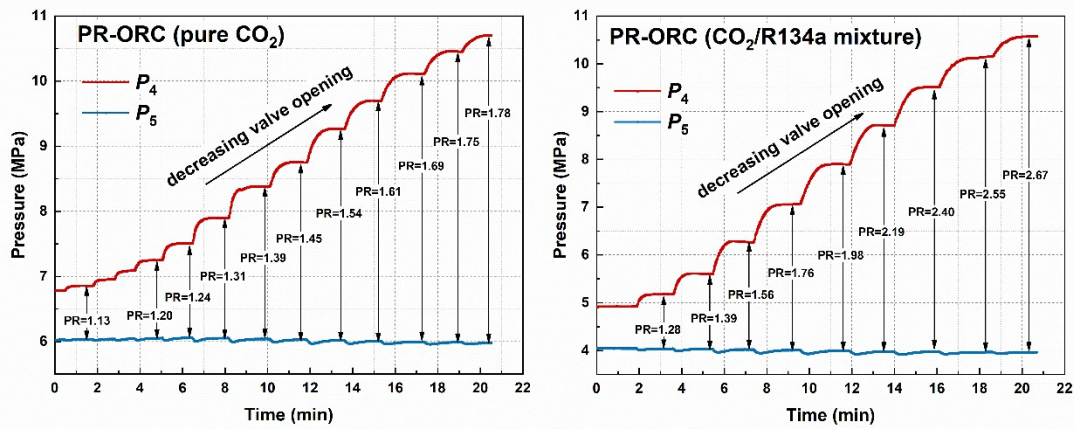 PR-ORC (pure CO₂)
P₄
P₅
decreasing valve opening
PR=1.13
PR=1.20
PR=1.24
PR=1.31
PR=1.39
PR=1.45
PR=1.54
PR=1.61
PR=1.69
PR=1.75
PR=1.78
Pressure (MPa)
11
10
9
8
7
6
5
0 2 4 6 8 10 12 14 16 18 20 22
Time (min)
PR-ORC (CO₂/R134a mixture)
P₄
P₅
decreasing valve opening
PR=1.28
PR=1.39
PR=1.56
PR=1.76
PR=1.98
PR=2.19
PR=2.40
PR=2.55
PR=2.67
Pressure (MPa)
11
10
9
8
7
6
5
4
3
0 2 4 6 8 10 12 14 16 18 20 22
Time (min)